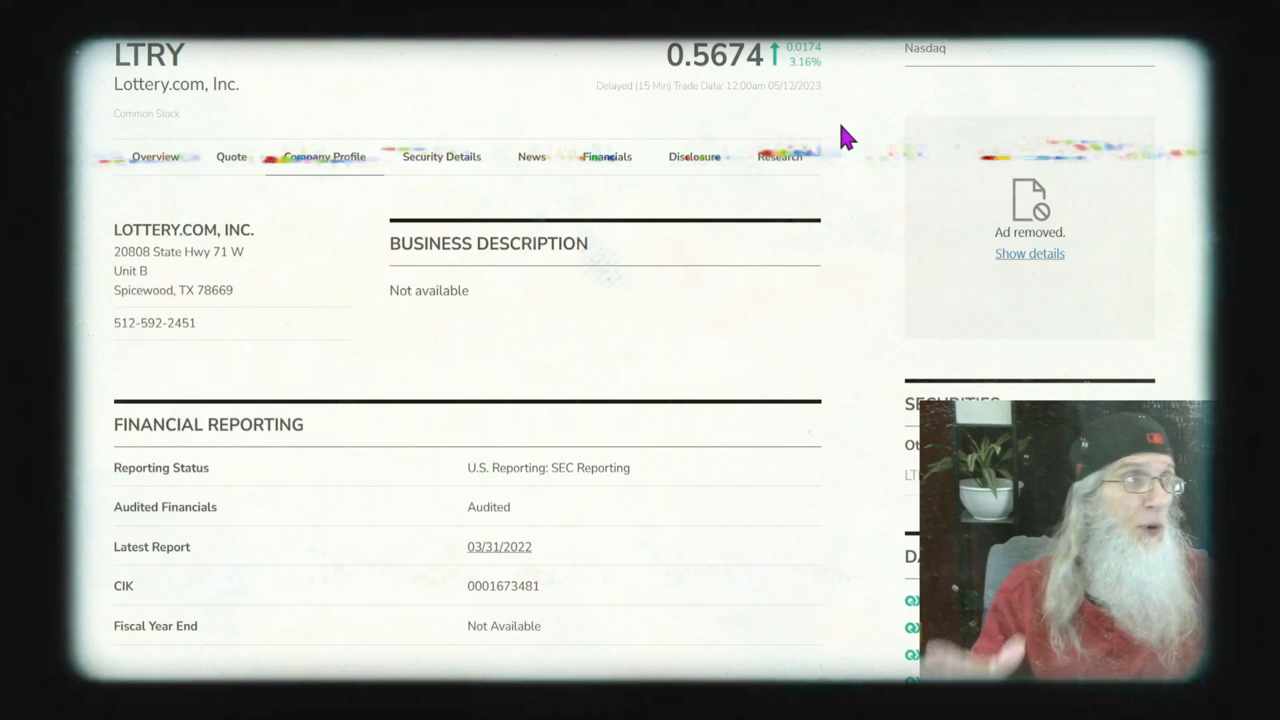 LTRY
0.5674 0.0174
3.16%
Nasdaq
Lottery.com, Inc.
Delayed (15 Min) Trade Data: 12:00am 05/12/2023
Common Stock
Overview Quote Company Profile Security Details News Financials Disclosure Research
Ad removed.
Show details
LOTTERY.COM, INC.
20808 State Hwy 71 W
Unit B
Spicewood, TX 78669
512-592-2451
BUSINESS DESCRIPTION
Not available
FINANCIAL REPORTING
Reporting Status U.S. Reporting: SEC Reporting
Audited Financials Audited
Latest Report 03/31/2022
CIK 0001673481
Fiscal Year End Not Available